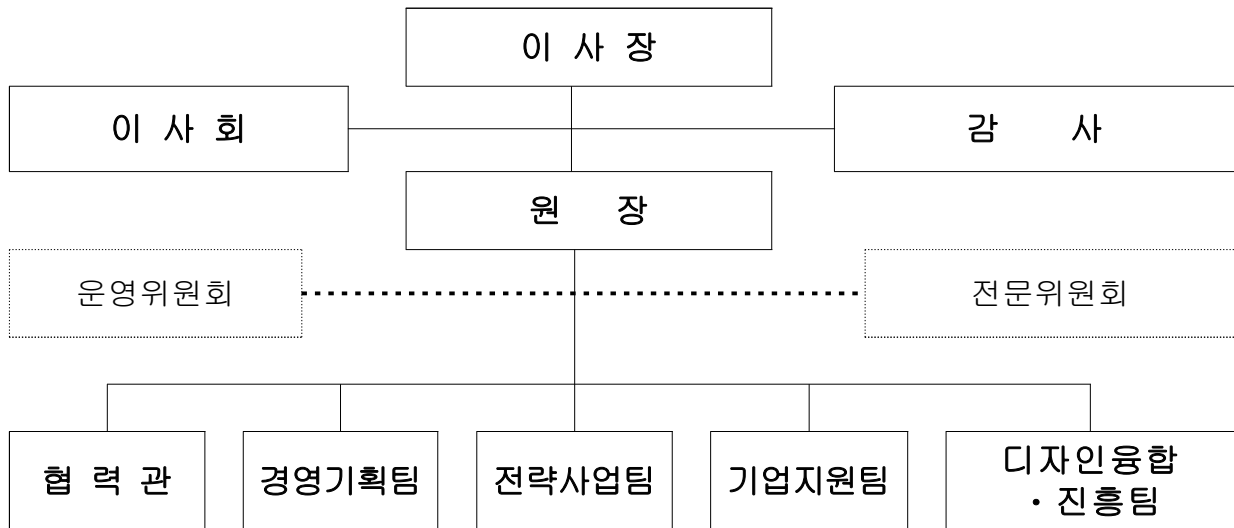 이 사 장
이 사 회
감 사
원 장
운영위원회
전문위원회
협 력 관
경영기획팀
전략사업팀
기업지원팀
디자인융합
・진흥팀